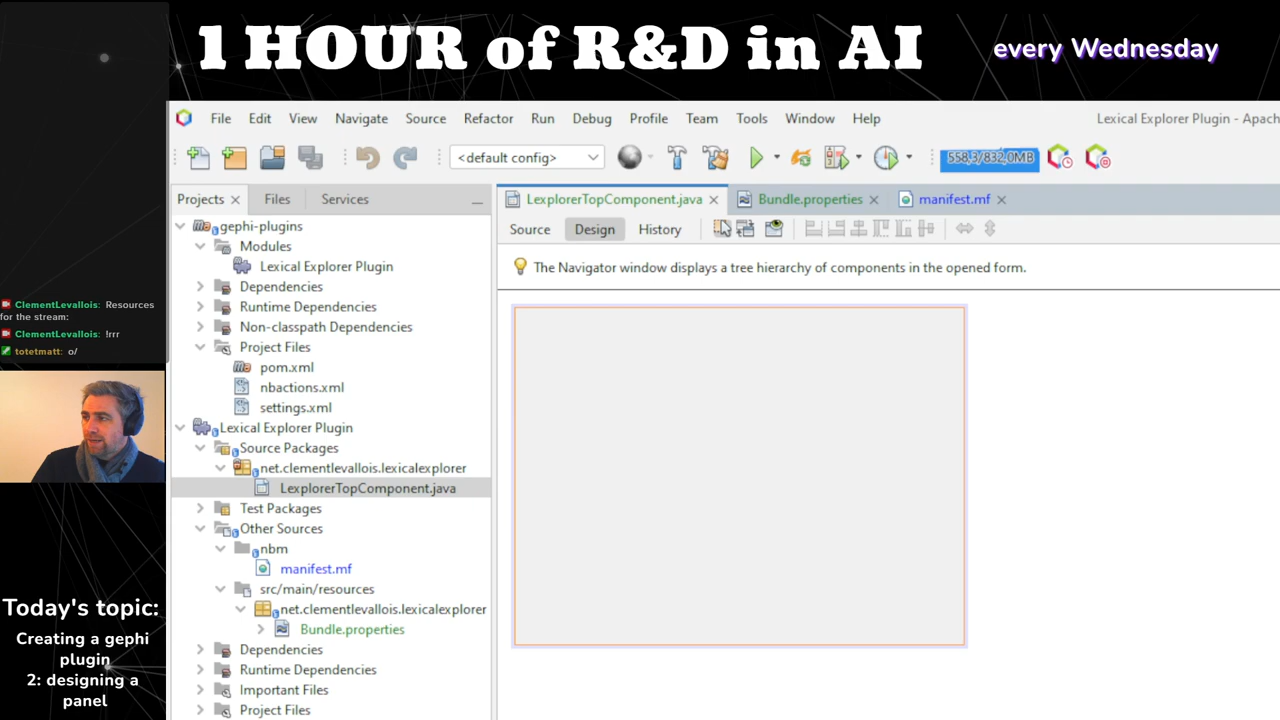 1 HOUR of R&D in AI
every Wednesday
File Edit View Navigate Source Refactor Run Debug Profile Team Tools Window Help
Lexical Explorer Plugin - Apach
<default config>
558,3/832,0MB
Projects
Files
Services
LexplorerTopComponent.java
Bundle.properties
manifest.mf
Source
Design
History
The Navigator window displays a tree hierarchy of components in the opened form.
gephi-plugins
Modules
Lexical Explorer Plugin
Dependencies
Runtime Dependencies
Non-classpath Dependencies
Project Files
pom.xml
nbactions.xml
settings.xml
Lexical Explorer Plugin
Source Packages
net.clementlevallois.lexicalexplorer
LexplorerTopComponent.java
Test Packages
Other Sources
nbm
manifest.mf
src/main/resources
net.clementlevallois.lexicalexplorer
Bundle.properties
Dependencies
Runtime Dependencies
Important Files
Project Files
ClementLevallois: Resources
for the stream:
ClementLevallois: !rrr
totetmatt: o/
Today's topic:
Creating a gephi
plugin
2: designing a
panel